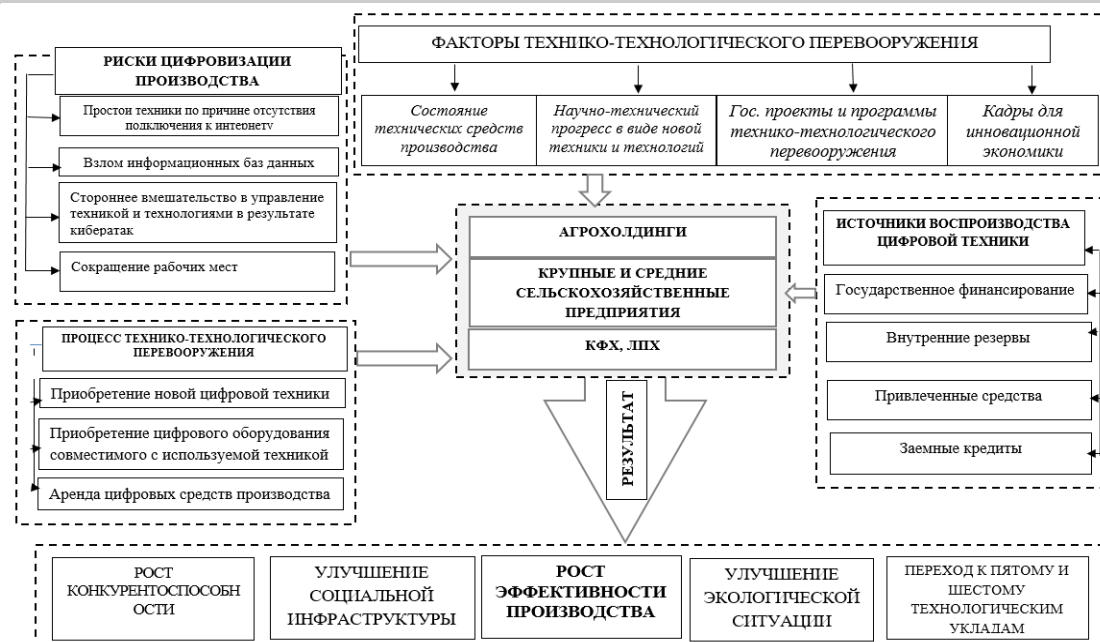 ФАКТОРЫ ТЕХНИКО-ТЕХНОЛОГИЧЕСКОГО ПЕРЕВООРУЖЕНИЯ
Состояние
технических средств
производства
Научно-технический
прогресс в виде новой
техники и технологий
Гос. проекты и программы
технико-технологического
перевооружения
Кадры для
инновационной
экономики
РИСКИ ЦИФРОВИЗАЦИИ
ПРОИЗВОДСТВА
Простои техники по причине отсутствия
подключения к интернету
Взлом информационных баз данных
Стороннее вмешательство в управление
техникой и технологиями в результате
кибератак
Сокращение рабочих мест
АГРОХОЛДИНГИ
КРУПНЫЕ И СРЕДНИЕ
СЕЛЬСКОХОЗЯЙСТВЕННЫЕ
ПРЕДПРИЯТИЯ
КФХ, ЛПХ
ИСТОЧНИКИ ВОСПРОИЗВОДСТВА
ЦИФРОВОЙ ТЕХНИКИ
Государственное финансирование
Внутренние резервы
Привлеченные средства
Заемные кредиты
ПРОЦЕСС ТЕХНИКО-ТЕХНОЛОГИЧЕСКОГО
ПЕРЕВООРУЖЕНИЯ
Приобретение новой цифровой техники
Приобретение цифрового оборудования
совместимого с используемой техникой
Аренда цифровых средств производства
РЕЗУЛЬТАТ
РОСТ
КОНКУРЕНТОСПОСОБН
ОСТИ
УЛУЧШЕНИЕ
СОЦИАЛЬНОЙ
ИНФРАСТРУКТУРЫ
РОСТ
ЭФФЕКТИВНОСТИ
ПРОИЗВОДСТВА
УЛУЧШЕНИЕ
ЭКОЛОГИЧЕСКОЙ
СИТУАЦИИ
ПЕРЕХОД К ПЯТОМУ И
ШЕСТОМУ
ТЕХНОЛОГИЧЕСКИМ
УКЛАДАМ